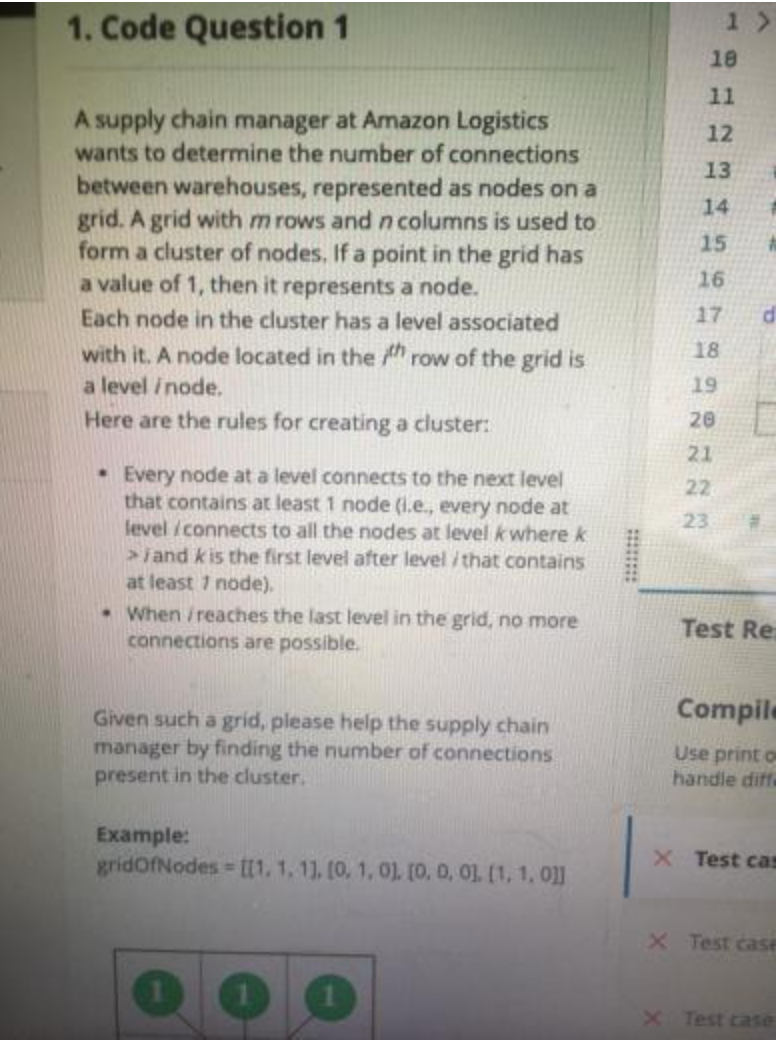 1. Code Question 1
A supply chain manager at Amazon Logistics
wants to determine the number of connections
between warehouses, represented as nodes on a
grid. A grid with m rows and n columns is used to
form a cluster of nodes. If a point in the grid has
a value of 1, then it represents a node.
Each node in the cluster has a level associated
with it. A node located in the ith row of the grid is
a level i node.
Here are the rules for creating a cluster:
• Every node at a level connects to the next level
that contains at least 1 node (i.e., every node at
level i connects to all the nodes at level k where k
> i and k is the first level after level i that contains
at least 1 node).
• When i reaches the last level in the grid, no more
connections are possible.
Given such a grid, please help the supply chain
manager by finding the number of connections
present in the cluster.
Example:
gridOfNodes = [[1, 1, 1], [0, 1, 0], [0, 0, 0], [1, 1, 0]]
1 1 1
1 >
10
11
12
13
14
15
16
17 d
18
19
20
21
22
23 #
Test Re
Compile
Use print o
handle diff
Test cas
Test case
Test case